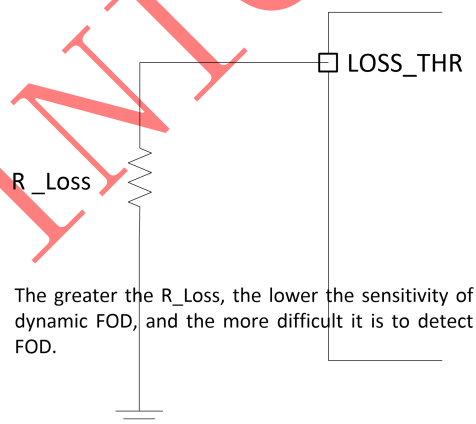 LOSS_THR
R _Loss
The greater the R_Loss, the lower the sensitivity of
dynamic FOD, and the more difficult it is to detect
FOD.